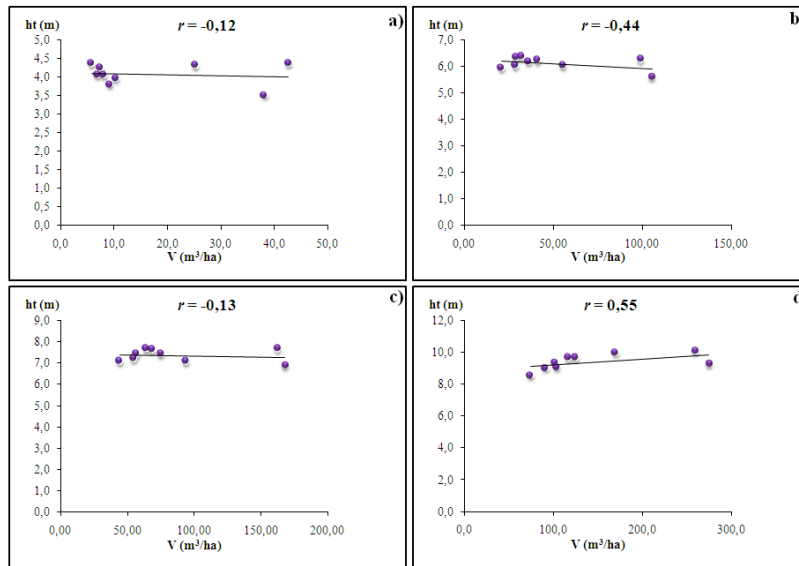 a)
ht (m)
r = -0,12
5,0
4,5
4,0
3,5
3,0
2,5
2,0
1,5
1,0
0,5
0,0
0,0 10,0 20,0 30,0 40,0 50,0
V (m³/ha)
b
ht (m)
r = -0,44
7,0
6,0
5,0
4,0
3,0
2,0
1,0
0,0
0,00 50,00 100,00 150,00
V (m³/ha)
c)
ht (m)
r = -0,13
9,0
8,0
7,0
6,0
5,0
4,0
3,0
2,0
1,0
0,0
0,00 50,00 100,00 150,00 200,00
V (m³/ha)
d
ht (m)
r = 0,55
12,0
10,0
8,0
6,0
4,0
2,0
0,0
0,0 100,0 200,0 300,0
V (m³/ha)